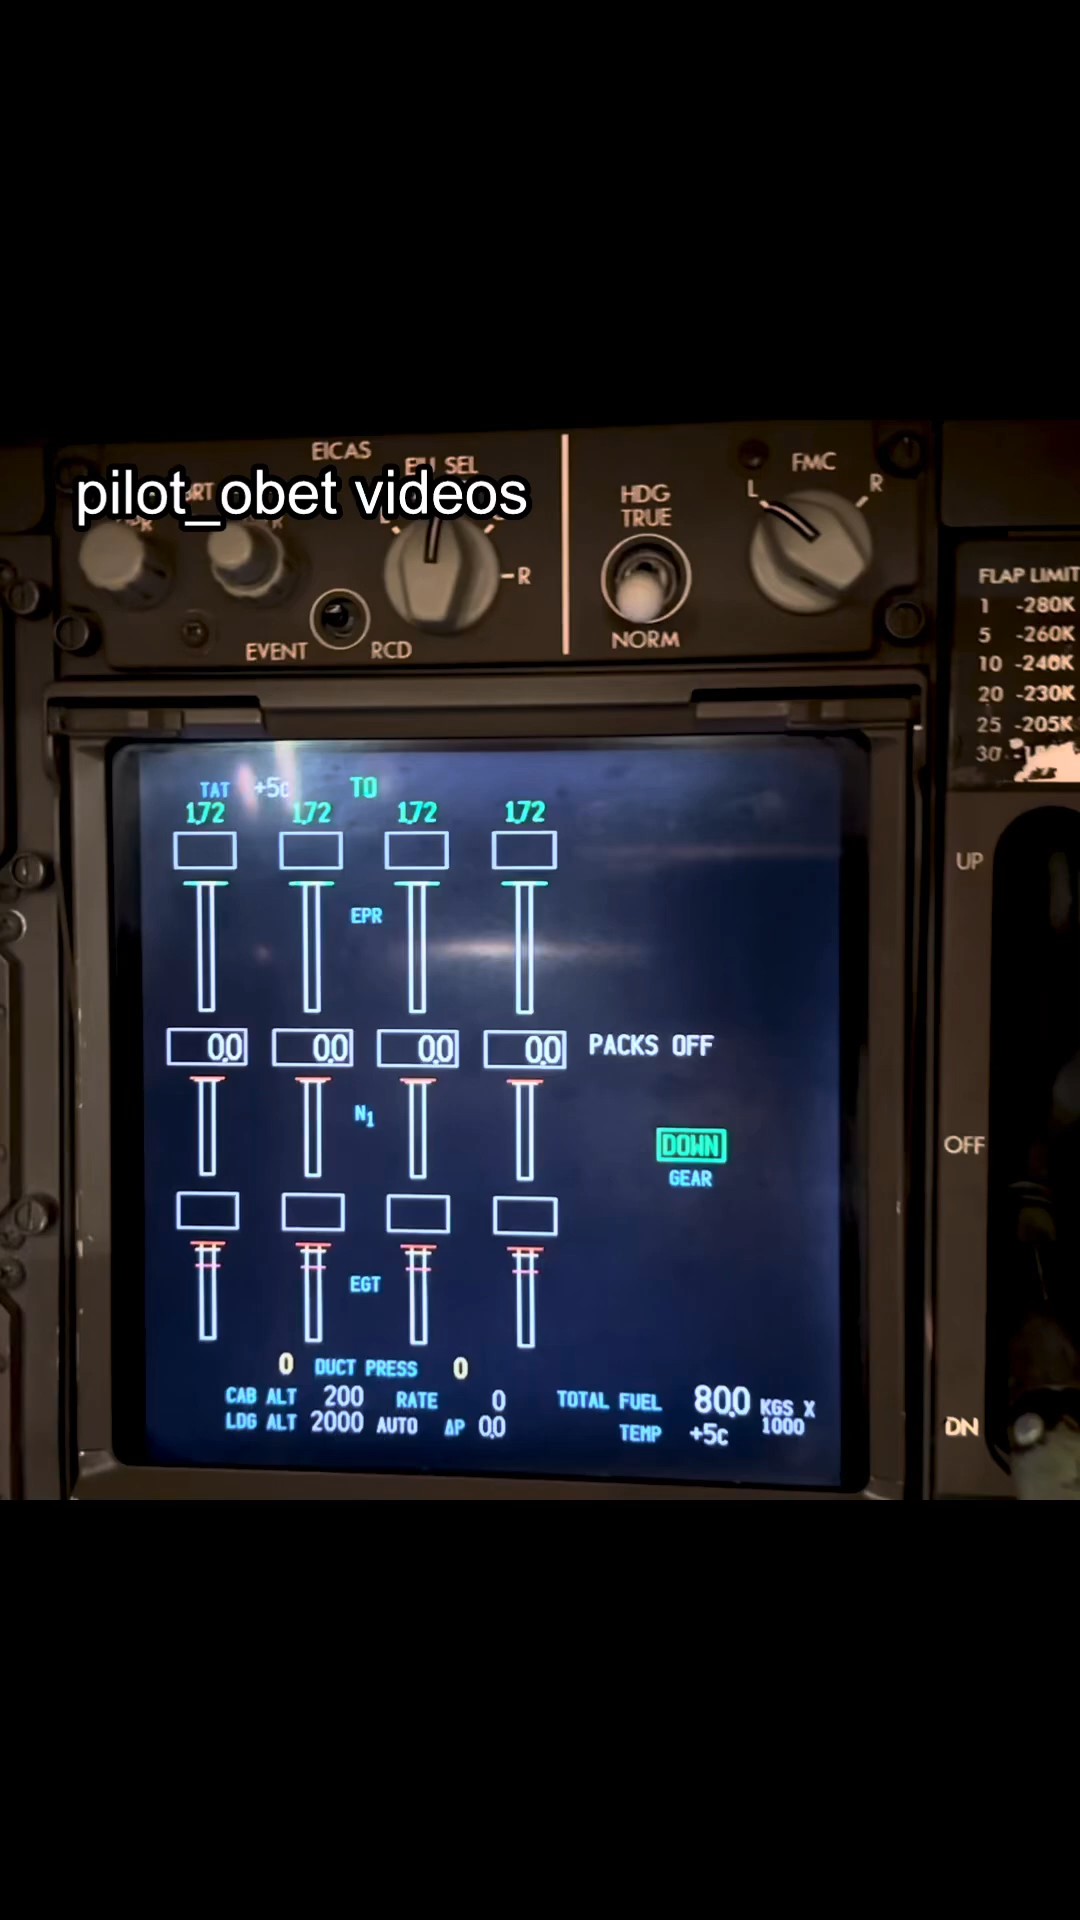 EICAS
SEL
pilot_obet videos
BRT
R
EVENT
RCD
HDG
TRUE
NORM
FMC
L
R
FLAP LIMIT
1 -280K
5 -260K
10 -240K
20 -230K
25 -205K
30
TAT +5c TO
1.72 1.72 1.72 1.72
EPR
0.0 0.0 0.0 0.0 PACKS OFF
N1
DOWN
GEAR
EGT
0 DUCT PRESS 0
CAB ALT 200 RATE 0
LDG ALT 2000 AUTO ΔP 0.0
TOTAL FUEL 80.0 KGS X
1000
TEMP +5c
UP
OFF
DN